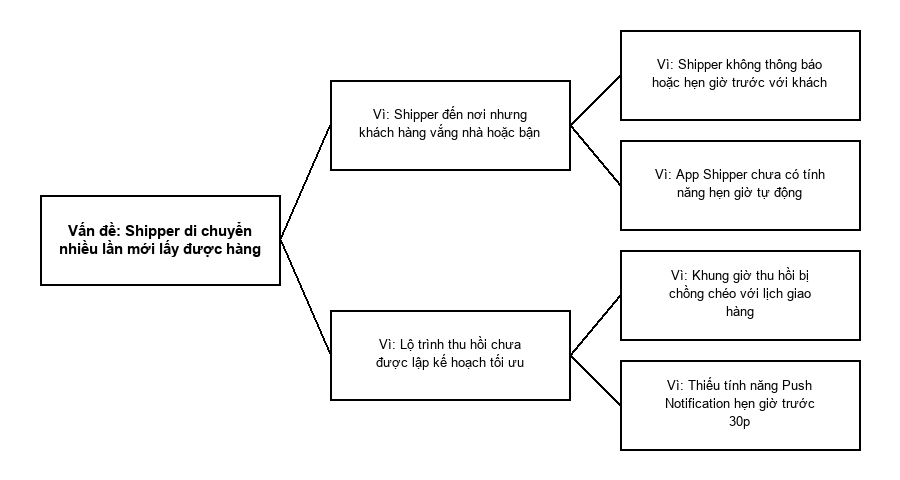 Vấn đề: Shipper di chuyển
nhiều lần mới lấy được hàng
Vì: Shipper đến nơi nhưng
khách hàng vắng nhà hoặc bận
Vì: Shipper không thông báo
hoặc hẹn giờ trước với khách
Vì: App Shipper chưa có tính
năng hẹn giờ tự động
Vì: Lộ trình thu hồi chưa
được lập kế hoạch tối ưu
Vì: Khung giờ thu hồi bị
chồng chéo với lịch giao
hàng
Vì: Thiếu tính năng Push
Notification hẹn giờ trước
30p